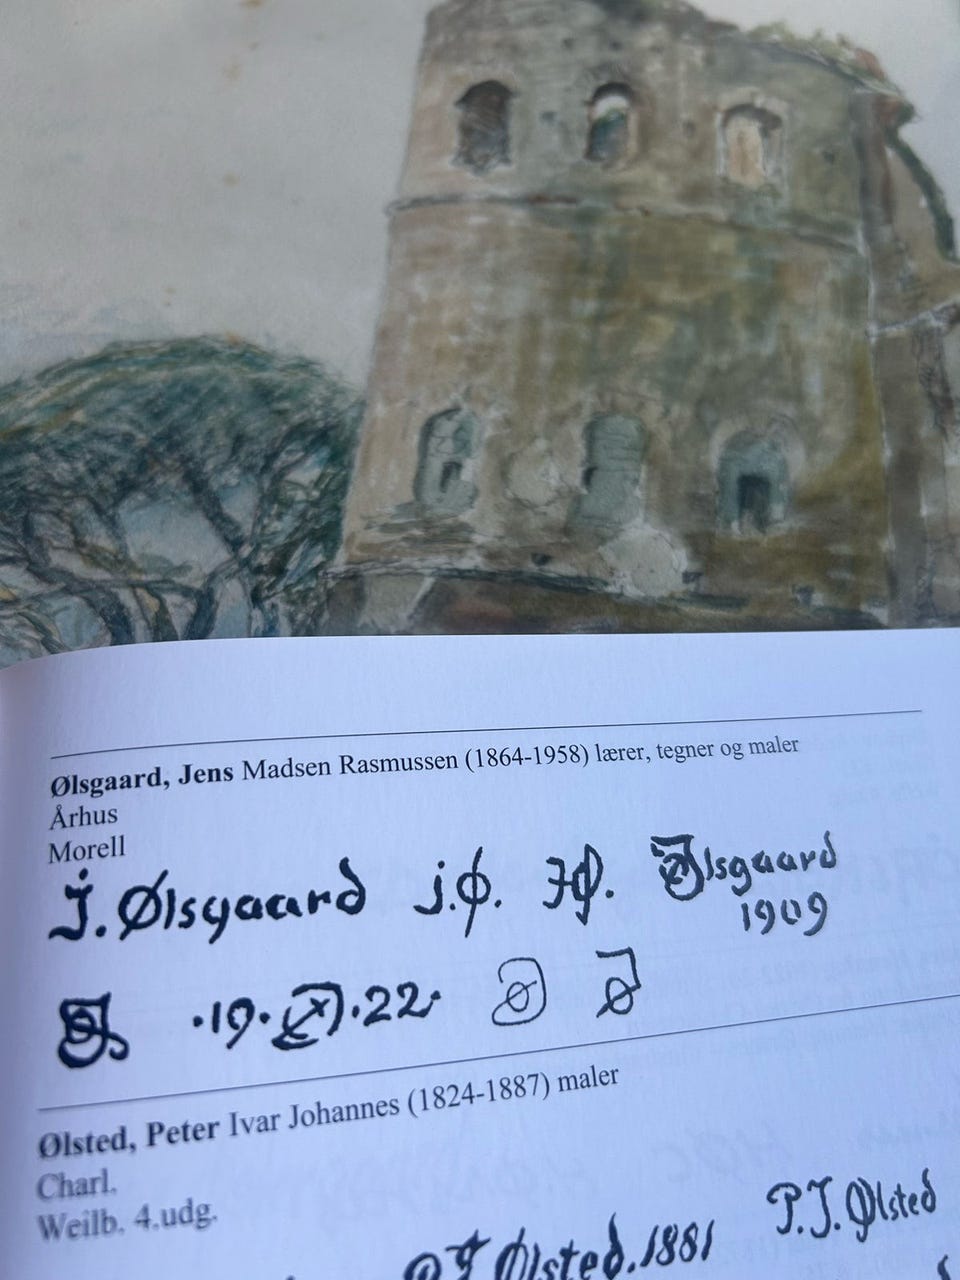 Ølsgaard, Jens Madsen Rasmussen (1864-1958) lærer, tegner og maler
Århus
Morell
J. Ølsgaard j.Ø. JØ. Ølsgaard
1909
·19· ·22·
Ølsted, Peter Ivar Johannes (1824-1887) maler
Charl.
Weilb. 4.udg.
P.J. Ølsted
Ølsted.1881